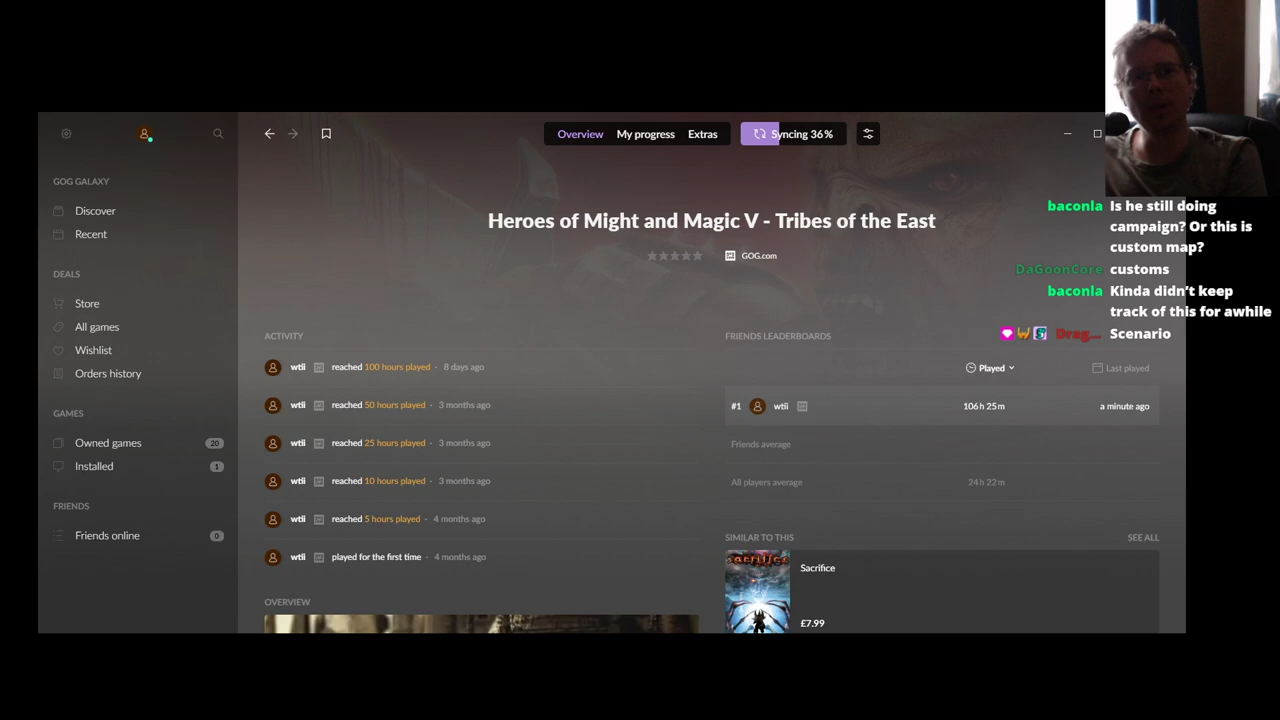 Overview
My progress
Extras
Syncing 36%
GOG GALAXY
Discover
Recent
DEALS
Store
All games
Wishlist
Orders history
GAMES
Owned games 20
Installed 1
FRIENDS
Friends online 0
Heroes of Might and Magic V - Tribes of the East
GOG.com
ACTIVITY
wtii reached 100 hours played · 8 days ago
wtii reached 50 hours played · 3 months ago
wtii reached 25 hours played · 3 months ago
wtii reached 10 hours played · 3 months ago
wtii reached 5 hours played · 4 months ago
wtii played for the first time · 4 months ago
OVERVIEW
FRIENDS LEADERBOARDS
Played Last played
#1 wtii 106 h 25 m a minute ago
Friends average
All players average 24 h 22 m
SIMILAR TO THIS SEE ALL
Sacrifice
Sacrifice
£7.99
baconla Is he still doing
campaign? Or this is
custom map?
DaGoonCore customs
baconla Kinda didn't keep
track of this for awhile
Drag... Scenario